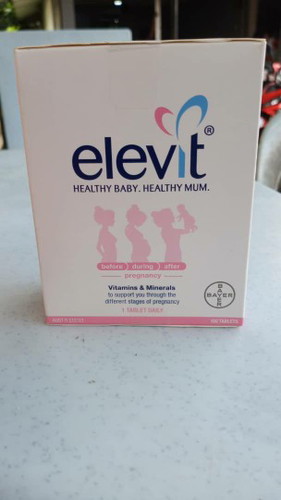 elevit®
HEALTHY BABY. HEALTHY MUM.
before during after
pregnancy
Vitamins & Minerals
to support you through the
different stages of pregnancy
1 TABLET DAILY
BAYER
BAYER